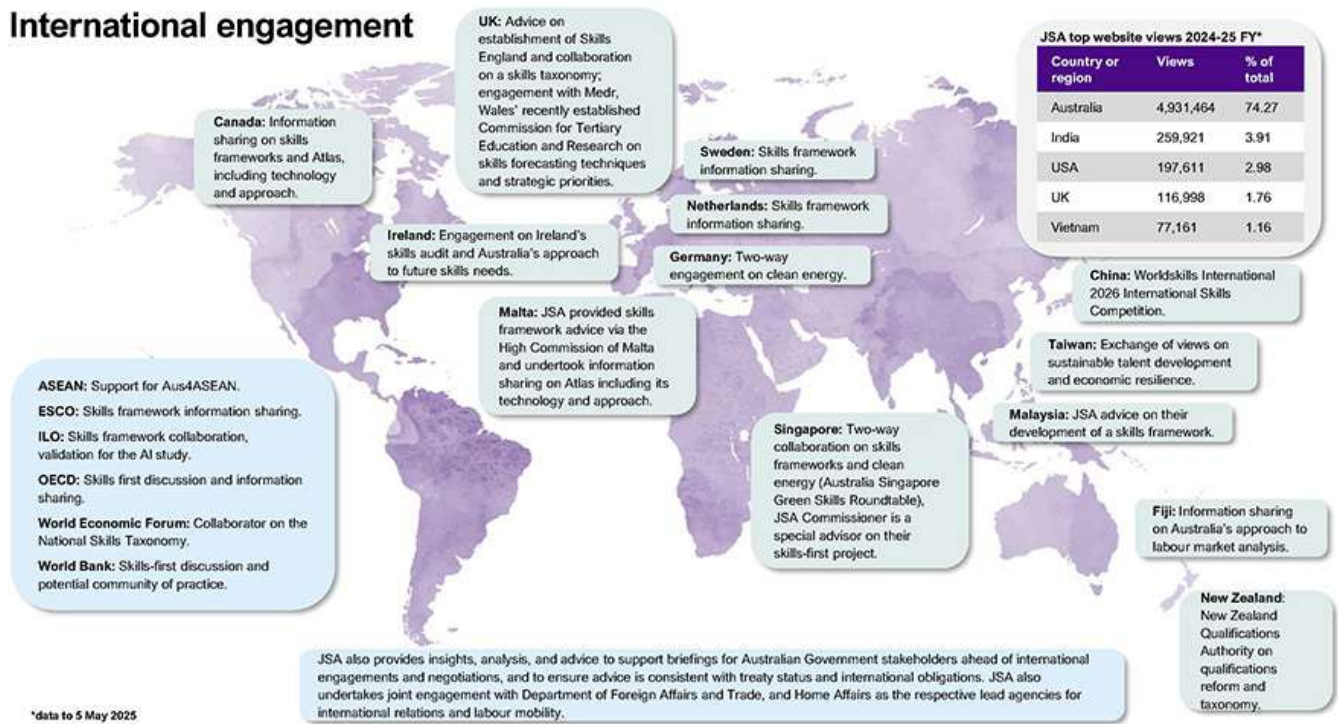 International engagement
UK: Advice on
establishment of Skills
England and collaboration
on a skills taxonomy;
engagement with Medr,
Wales' recently established
Commission for Tertiary
Education and Research on
skills forecasting techniques
and strategic priorities.
JSA top website views 2024-25 FY*
Country or region Views % of total
Australia 4,931,464 74.27
India 259,921 3.91
USA 197,611 2.98
UK 116,998 1.76
Vietnam 77,161 1.16
Canada: Information
sharing on skills
frameworks and Atlas,
including technology
and approach.
Sweden: Skills framework
information sharing.
Netherlands: Skills framework
information sharing.
Ireland: Engagement on Ireland's
skills audit and Australia's approach
to future skills needs.
Germany: Two-way
engagement on clean energy.
China: Worldskills International
2026 International Skills
Competition.
Malta: JSA provided skills
framework advice via the
High Commission of Malta
and undertook information
sharing on Atlas including its
technology and approach.
Taiwan: Exchange of views on
sustainable talent development
and economic resilience.
ASEAN: Support for Aus4ASEAN.
ESCO: Skills framework information sharing.
ILO: Skills framework collaboration,
validation for the AI study.
OECD: Skills first discussion and information
sharing.
World Economic Forum: Collaborator on the
National Skills Taxonomy.
World Bank: Skills-first discussion and
potential community of practice.
Malaysia: JSA advice on their
development of a skills framework.
Singapore: Two-way
collaboration on skills
frameworks and clean
energy (Australia Singapore
Green Skills Roundtable),
JSA Commissioner is a
special advisor on their
skills-first project.
Fiji: Information sharing
on Australia's approach to
labour market analysis.
New Zealand:
New Zealand
Qualifications
Authority on
qualifications
reform and
taxonomy.
JSA also provides insights, analysis, and advice to support briefings for Australian Government stakeholders ahead of international
engagements and negotiations, and to ensure advice is consistent with treaty status and international obligations. JSA also
undertakes joint engagement with Department of Foreign Affairs and Trade, and Home Affairs as the respective lead agencies for
international relations and labour mobility.
*data to 5 May 2025